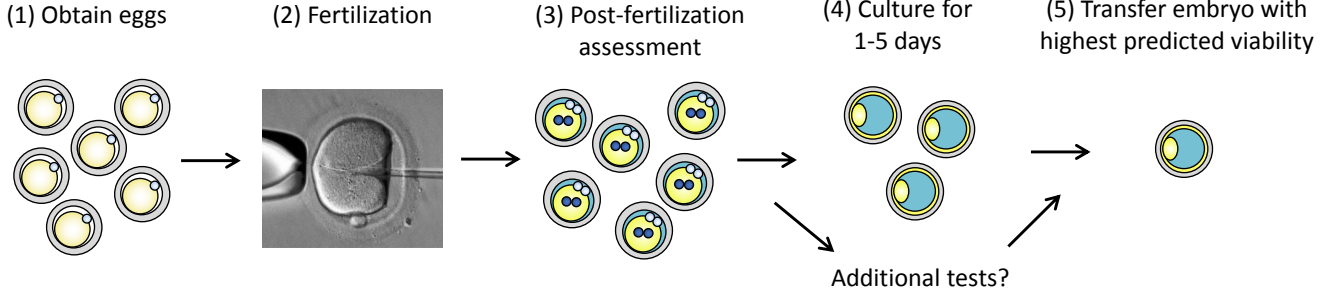 (1) Obtain eggs
(2) Fertilization
(3) Post-fertilization
assessment
(4) Culture for
1-5 days
(5) Transfer embryo with
highest predicted viability
Additional tests?